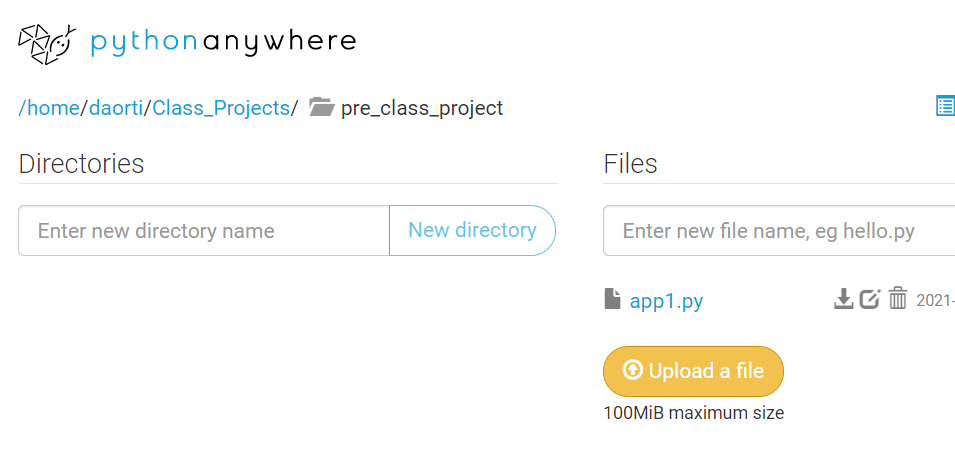 pythonanywhere
/home/daorti/Class_Projects/ pre_class_project
Directories
Files
Enter new directory name
New directory
Enter new file name, eg hello.py
app1.py
2021-
Upload a file
100MiB maximum size